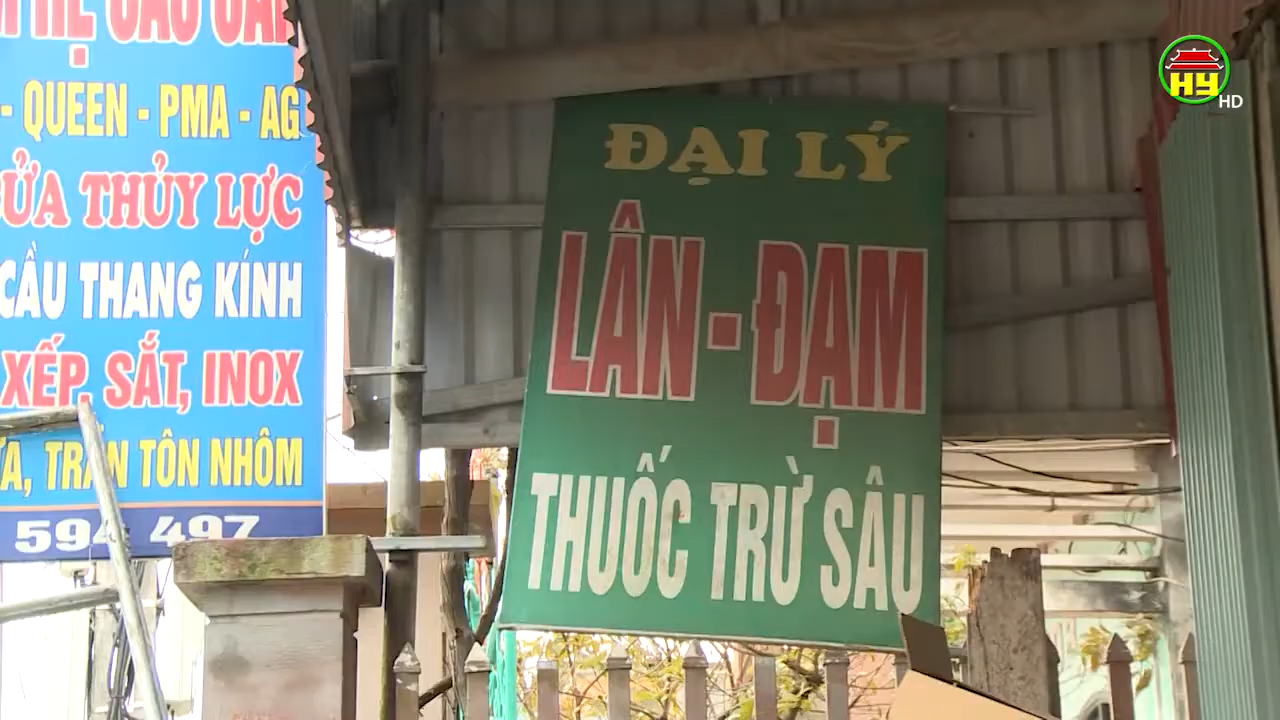 - QUEEN - PMA - AG
THỦY LỰC
CẦU THANG KÍNH
XẾP, SẮT, INOX
TRẦN TÔN NHÔM
594 497
ĐẠI LÝ
LÂN - ĐẠM
THUỐC TRỪ SÂU
HY
HD